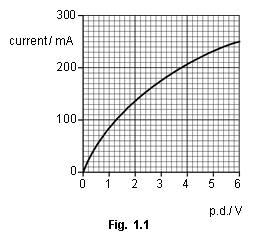 300
current/ mA
200
100
0
0 1 2 3 4 5 6
p.d./ V
Fig. 1.1